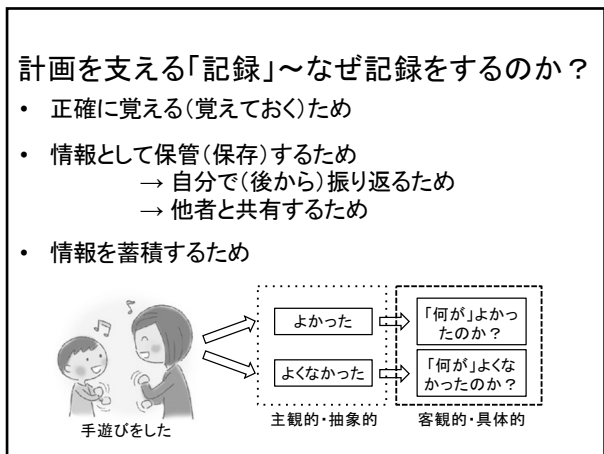 計画を支える「記録」～なぜ記録をするのか？
• 正確に覚える（覚えておく）ため
• 情報として保管（保存）するため
→ 自分で（後から）振り返るため
→ 他者と共有するため
• 情報を蓄積するため
よかった
「何が」よかっ
たのか？
よくなかった
「何が」よくな
かったのか？
手遊びをした
主観的・抽象的
客観的・具体的